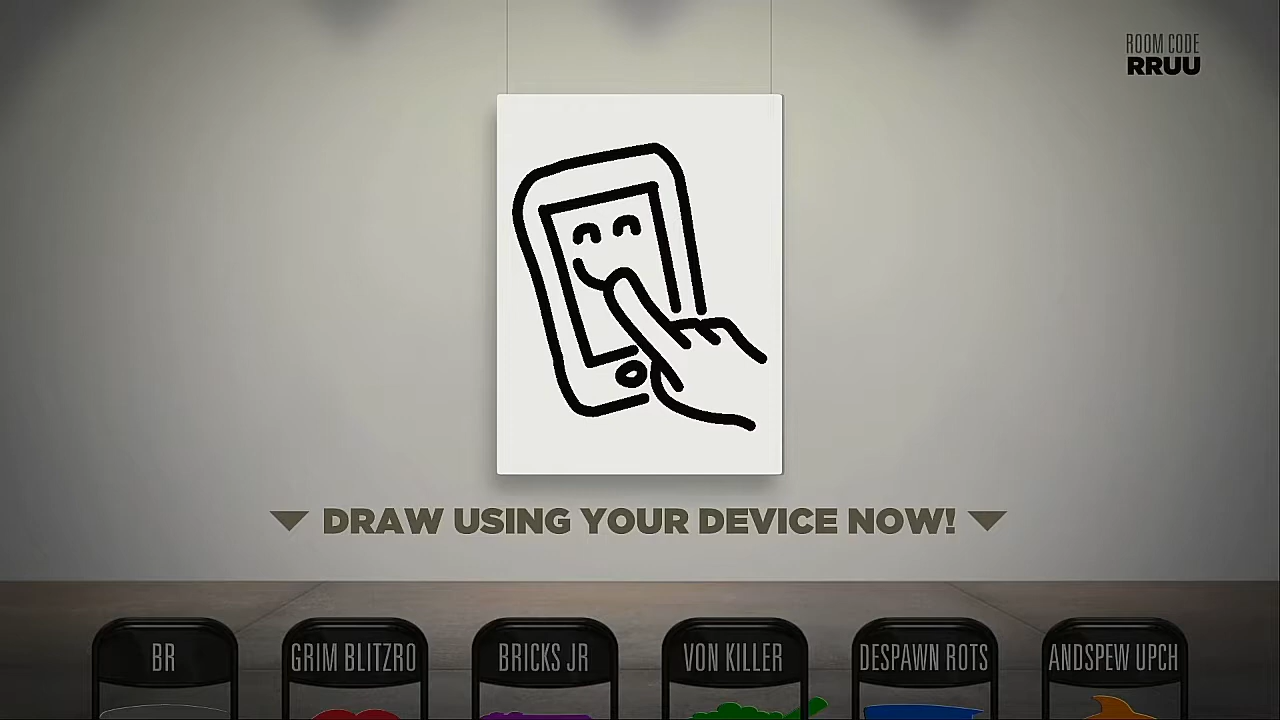 ROOM CODE
RRUU
DRAW USING YOUR DEVICE NOW!
BR
GRIM BLITZRO
BRICKS JR
VON KILLER
DESPAWN ROTS
ANDSPEW UPCH